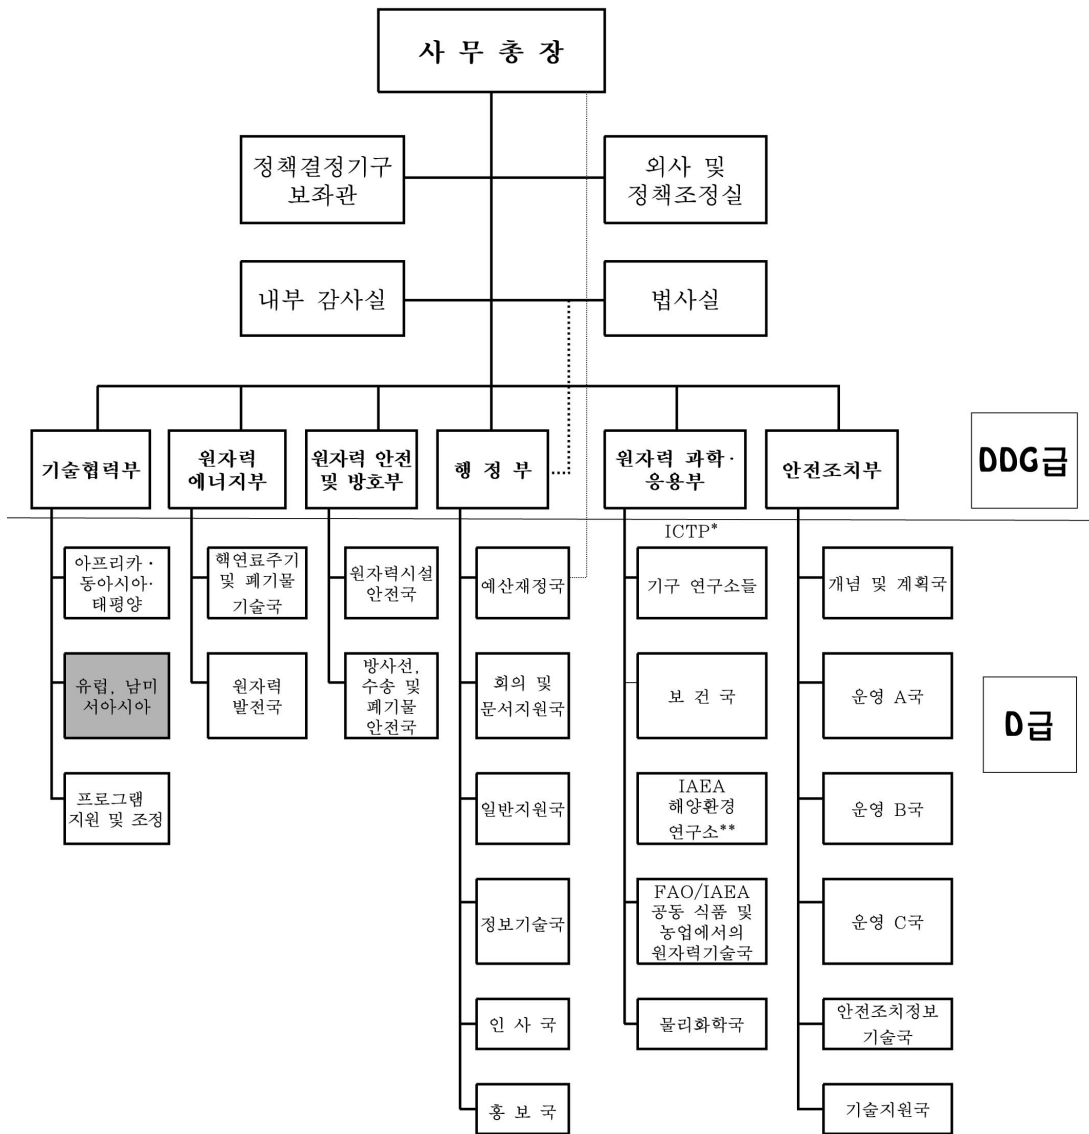 사 무 총 장
정책결정기구
보좌관
외사 및
정책조정실
내부 감사실
법사실
기술협력부
원자력
에너지부
원자력 안전
및 방호부
행 정 부
원자력 과학·
응용부
안전조치부
DDG급
아프리카·
동아시아·
태평양
핵연료주기
및 폐기물
기술국
원자력시설
안전국
예산재정국
ICTP*
기구 연구소들
개념 및 계획국
유럽, 남미
서아시아
원자력
발전국
방사선,
수송 및
폐기물
안전국
회의 및
문서지원국
보 건 국
운영 A국
D급
프로그램
지원 및 조정
일반지원국
IAEA
해양환경
연구소**
운영 B국
정보기술국
FAO/IAEA
공동 식품 및
농업에서의
원자력기술국
운영 C국
인 사 국
물리화학국
안전조치정보
기술국
홍 보 국
기술지원국